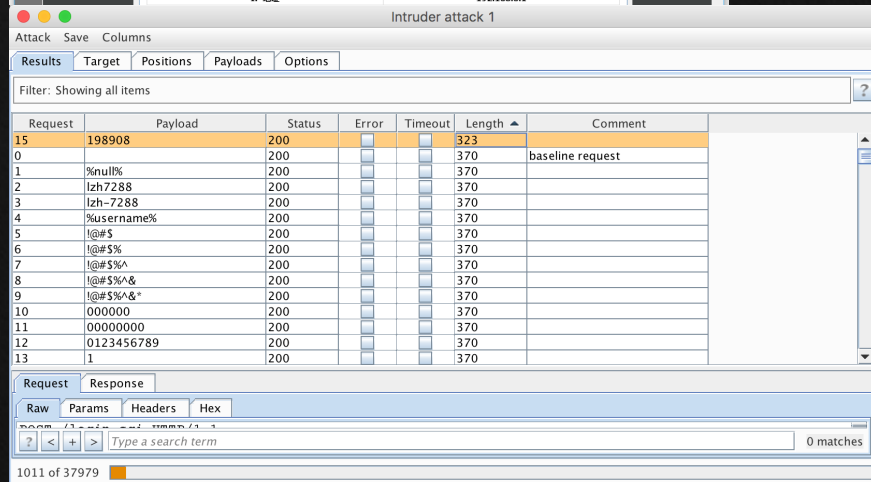 Intruder attack 1
Attack Save Columns
Results Target Positions Payloads Options
Filter: Showing all items ?
Request Payload Status Error Timeout Length Comment
15 198908 200 323
0 200 370 baseline request
1 %null% 200 370
2 lzh7288 200 370
3 lzh-7288 200 370
4 %username% 200 370
5 !@#$ 200 370
6 !@#$% 200 370
7 !@#$%^ 200 370
8 !@#$%^& 200 370
9 !@#$%^&* 200 370
10 000000 200 370
11 00000000 200 370
12 0123456789 200 370
13 1 200 370
Request Response
Raw Params Headers Hex
? < + > Type a search term 0 matches
1011 of 37979